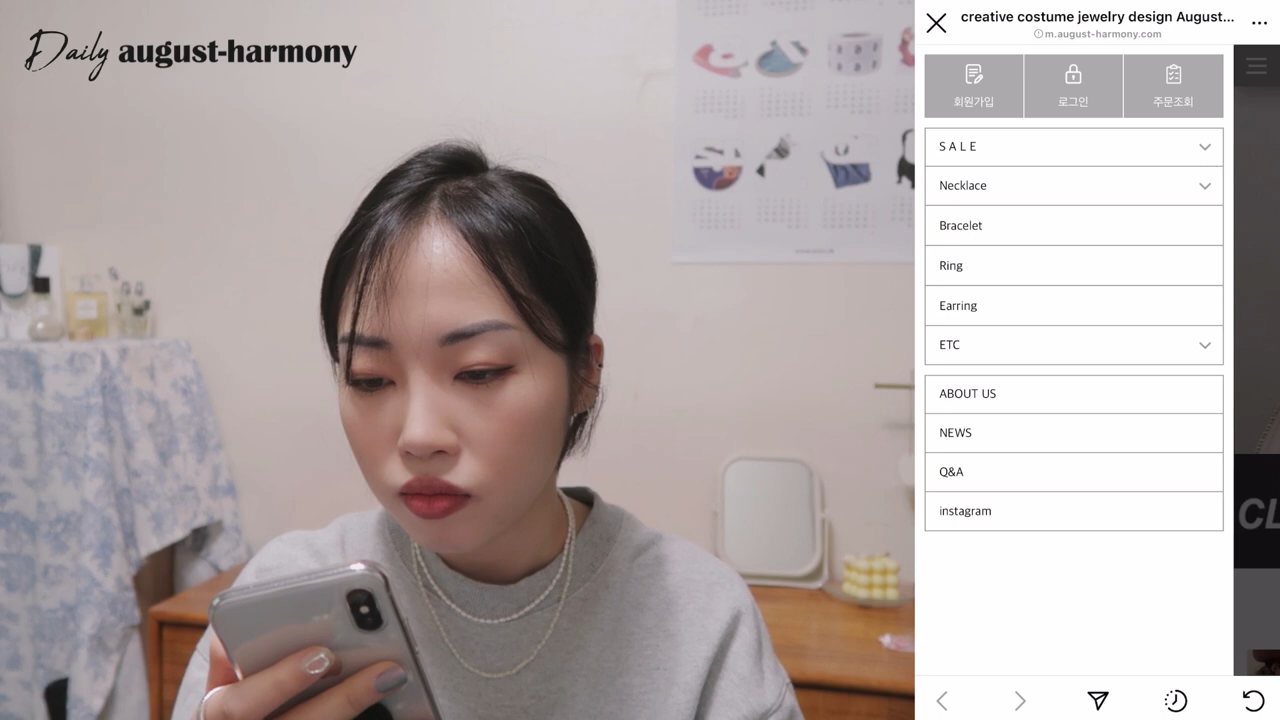 Daily august-harmony
creative costume jewelry design August...
m.august-harmony.com
회원가입
로그인
주문조회
S A L E
Necklace
Bracelet
Ring
Earring
ETC
ABOUT US
NEWS
Q&A
instagram
CL